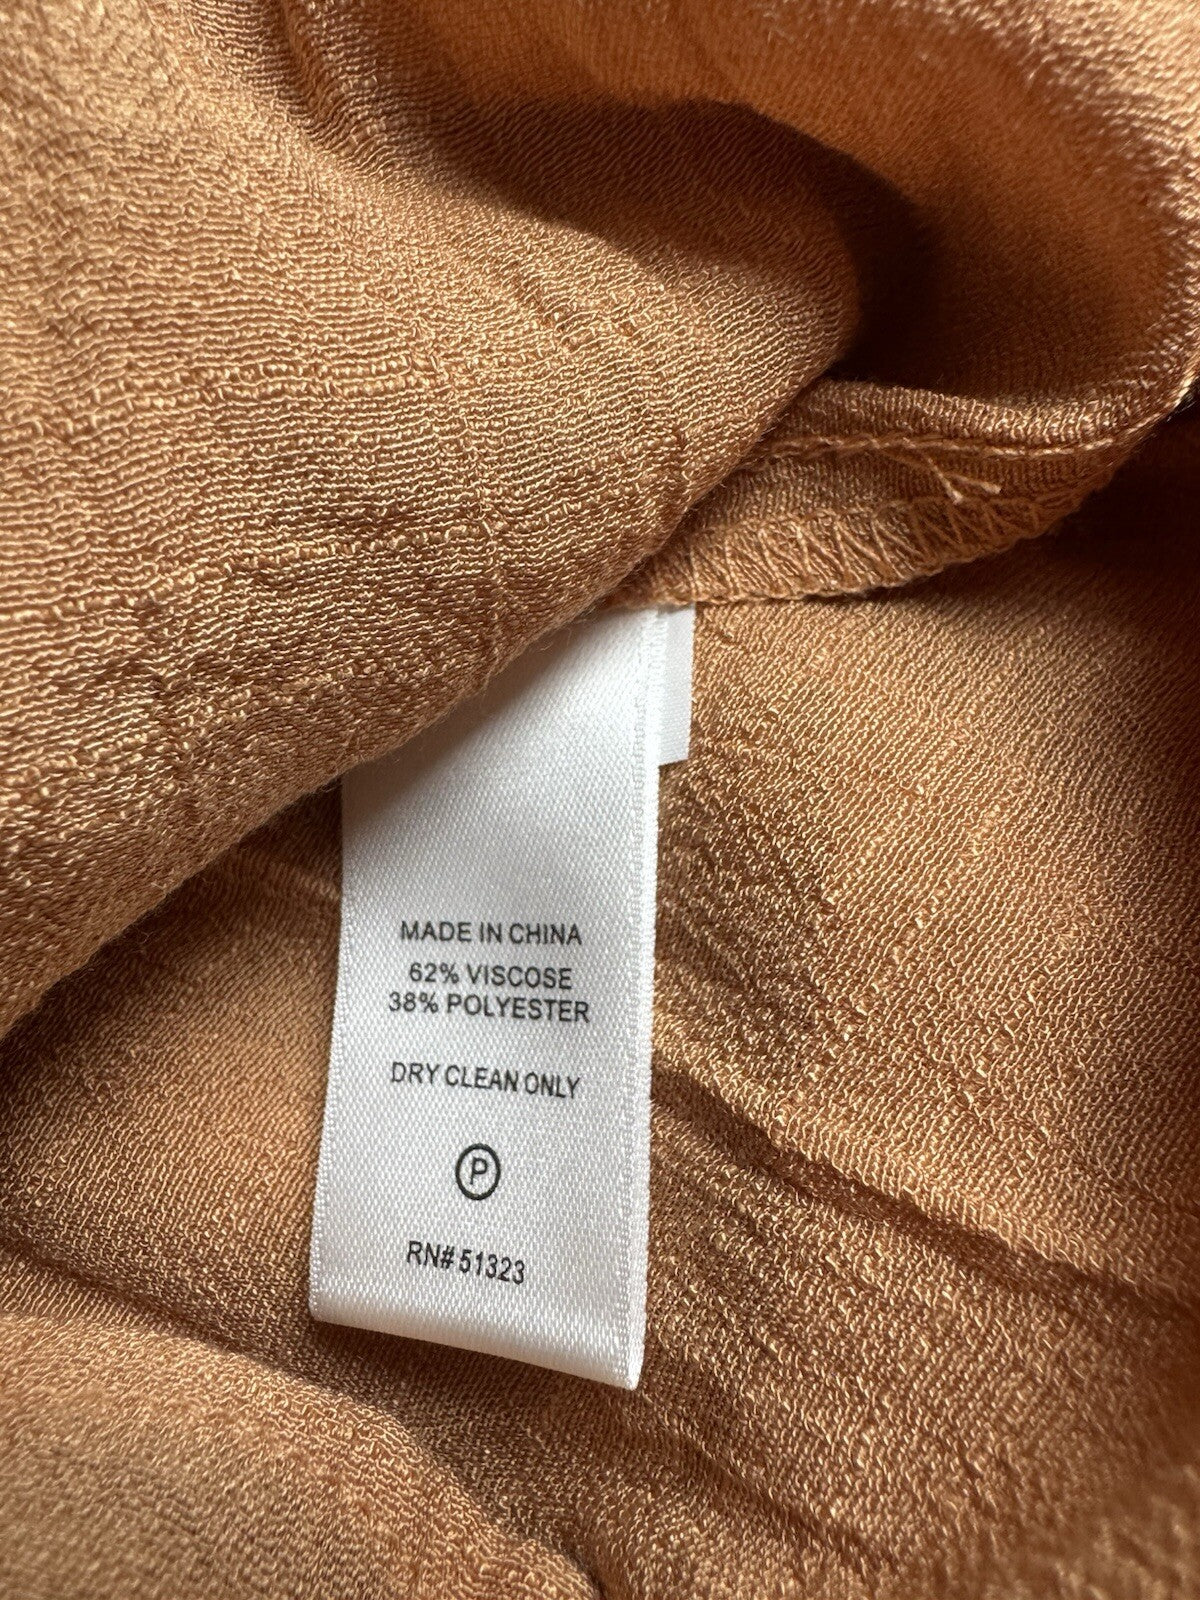 MADE IN CHINA
62% VISCOSE
38% POLYESTER
DRY CLEAN ONLY
P
RN# 51323